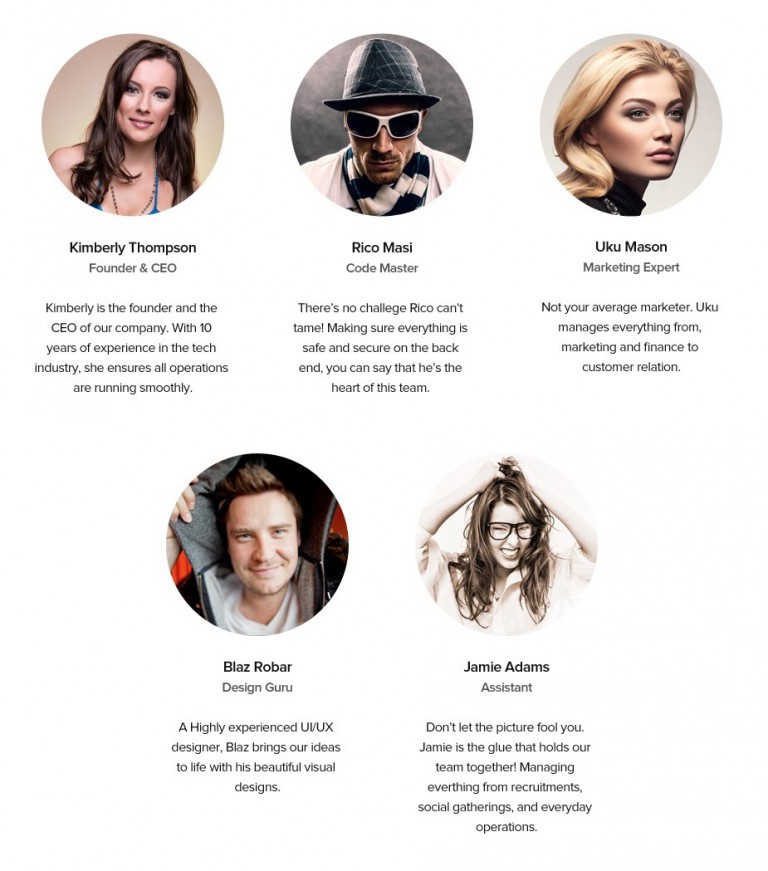 Kimberly Thompson
Founder & CEO
Kimberly is the founder and the
CEO of our company. With 10
years of experience in the tech
industry, she ensures all operations
are running smoothly.
Rico Masi
Code Master
There's no challege Rico can't
tame! Making sure everything is
safe and secure on the back
end, you can say that he's the
heart of this team.
Uku Mason
Marketing Expert
Not your average marketer. Uku
manages everything from,
marketing and finance to
customer relation.
Blaz Robar
Design Guru
A Highly experienced UI/UX
designer, Blaz brings our ideas
to life with his beautiful visual
designs.
Jamie Adams
Assistant
Don't let the picture fool you.
Jamie is the glue that holds our
team together! Managing
everthing from recruitments,
social gatherings, and everyday
operations.